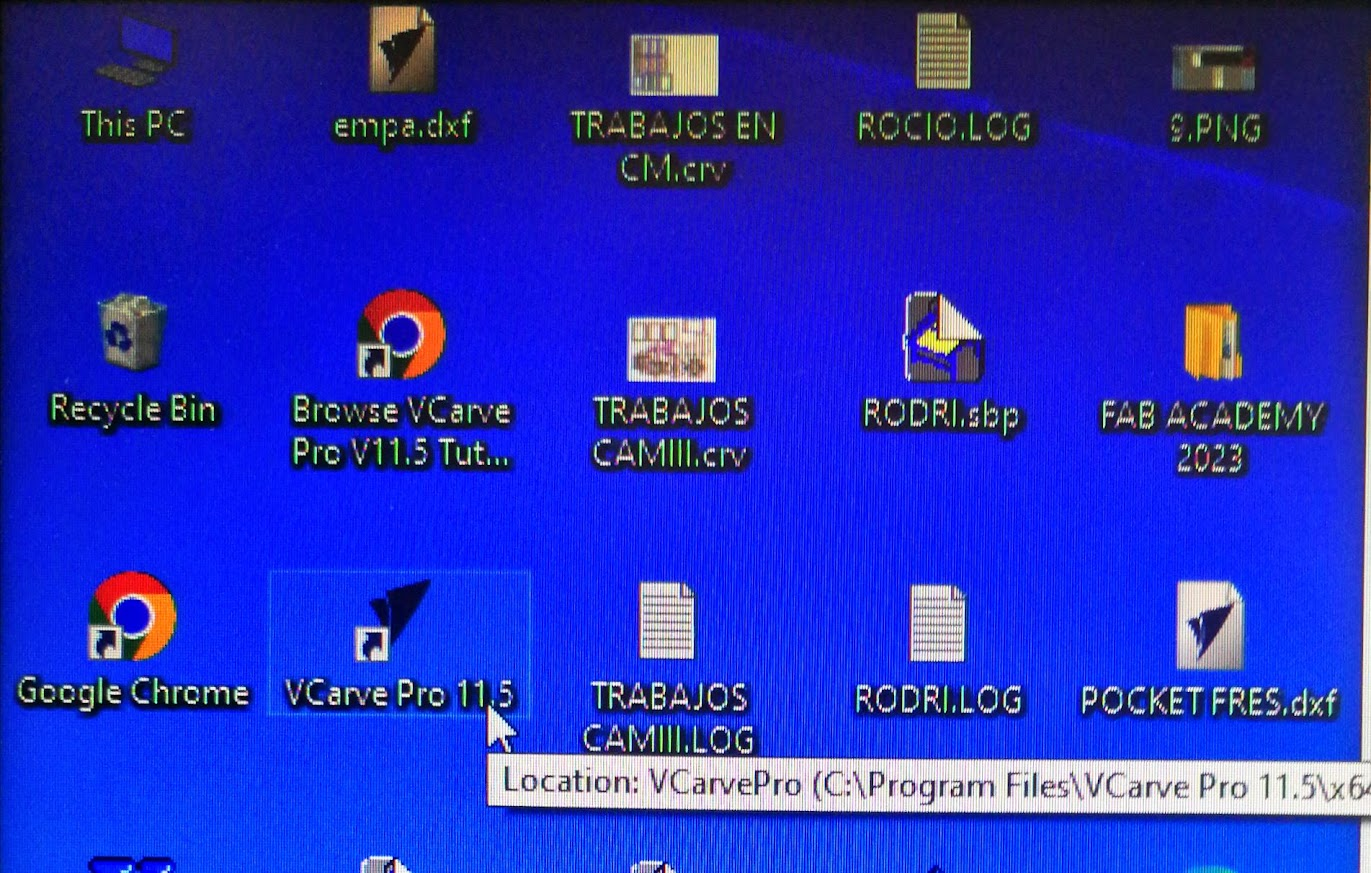 This PC
empa.dxf
TRABAJOS EN
CM.crv
ROCIO.LOG
9.PNG
Recycle Bin
Browse VCarve
Pro V11.5 Tut...
TRABAJOS
CAMIII.crv
RODRI.sbp
FAB ACADEMY
2023
Google Chrome
VCarve Pro 11.5
TRABAJOS
CAMIII.LOG
RODRI.LOG
POCKET FRES.dxf
Location: VCarvePro (C:\Program Files\VCarve Pro 11.5\x64